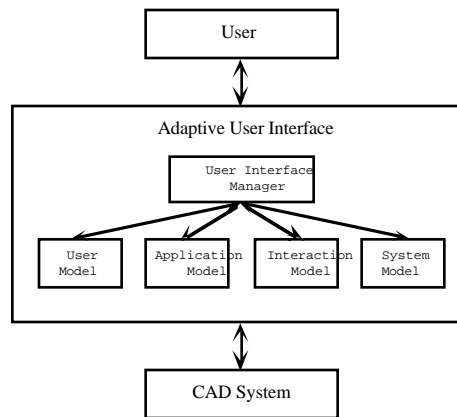 User
Adaptive User Interface
User Interface
Manager
User
Model
Application
Model
Interaction
Model
System
Model
CAD System